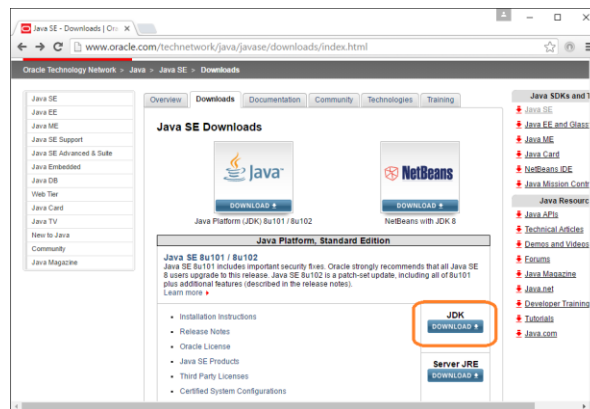 Java SE - Downloads | Ora
www.oracle.com/technetwork/java/javase/downloads/index.html
Oracle Technology Network > Java > Java SE > Downloads
Java SE
Java EE
Java ME
Java SE Support
Java SE Advanced & Suite
Java Embedded
Java DB
Web Tier
Java Card
Java TV
New to Java
Community
Java Magazine
Overview Downloads Documentation Community Technologies Training
Java SE Downloads
Java
DOWNLOAD
Java Platform (JDK) 8u101 / 8u102
NetBeans
DOWNLOAD
NetBeans with JDK 8
Java Platform, Standard Edition
Java SE 8u101 / 8u102
Java SE 8u101 includes important security fixes. Oracle strongly recommends that all Java SE
8 users upgrade to this release. Java SE 8u102 is a patch-set update, including all of 8u101
plus additional features (described in the release notes).
Learn more
Installation Instructions
Release Notes
Oracle License
Java SE Products
Third Party Licenses
Certified System Configurations
JDK
DOWNLOAD
Server JRE
DOWNLOAD
Java SDKs and T
Java SE
Java EE and Glass
Java ME
Java Card
NetBeans IDE
Java Mission Contr
Java Resourc
Java APIs
Technical Articles
Demos and Videos
Forums
Java Magazine
Java.net
Developer Training
Tutorials
Java.com